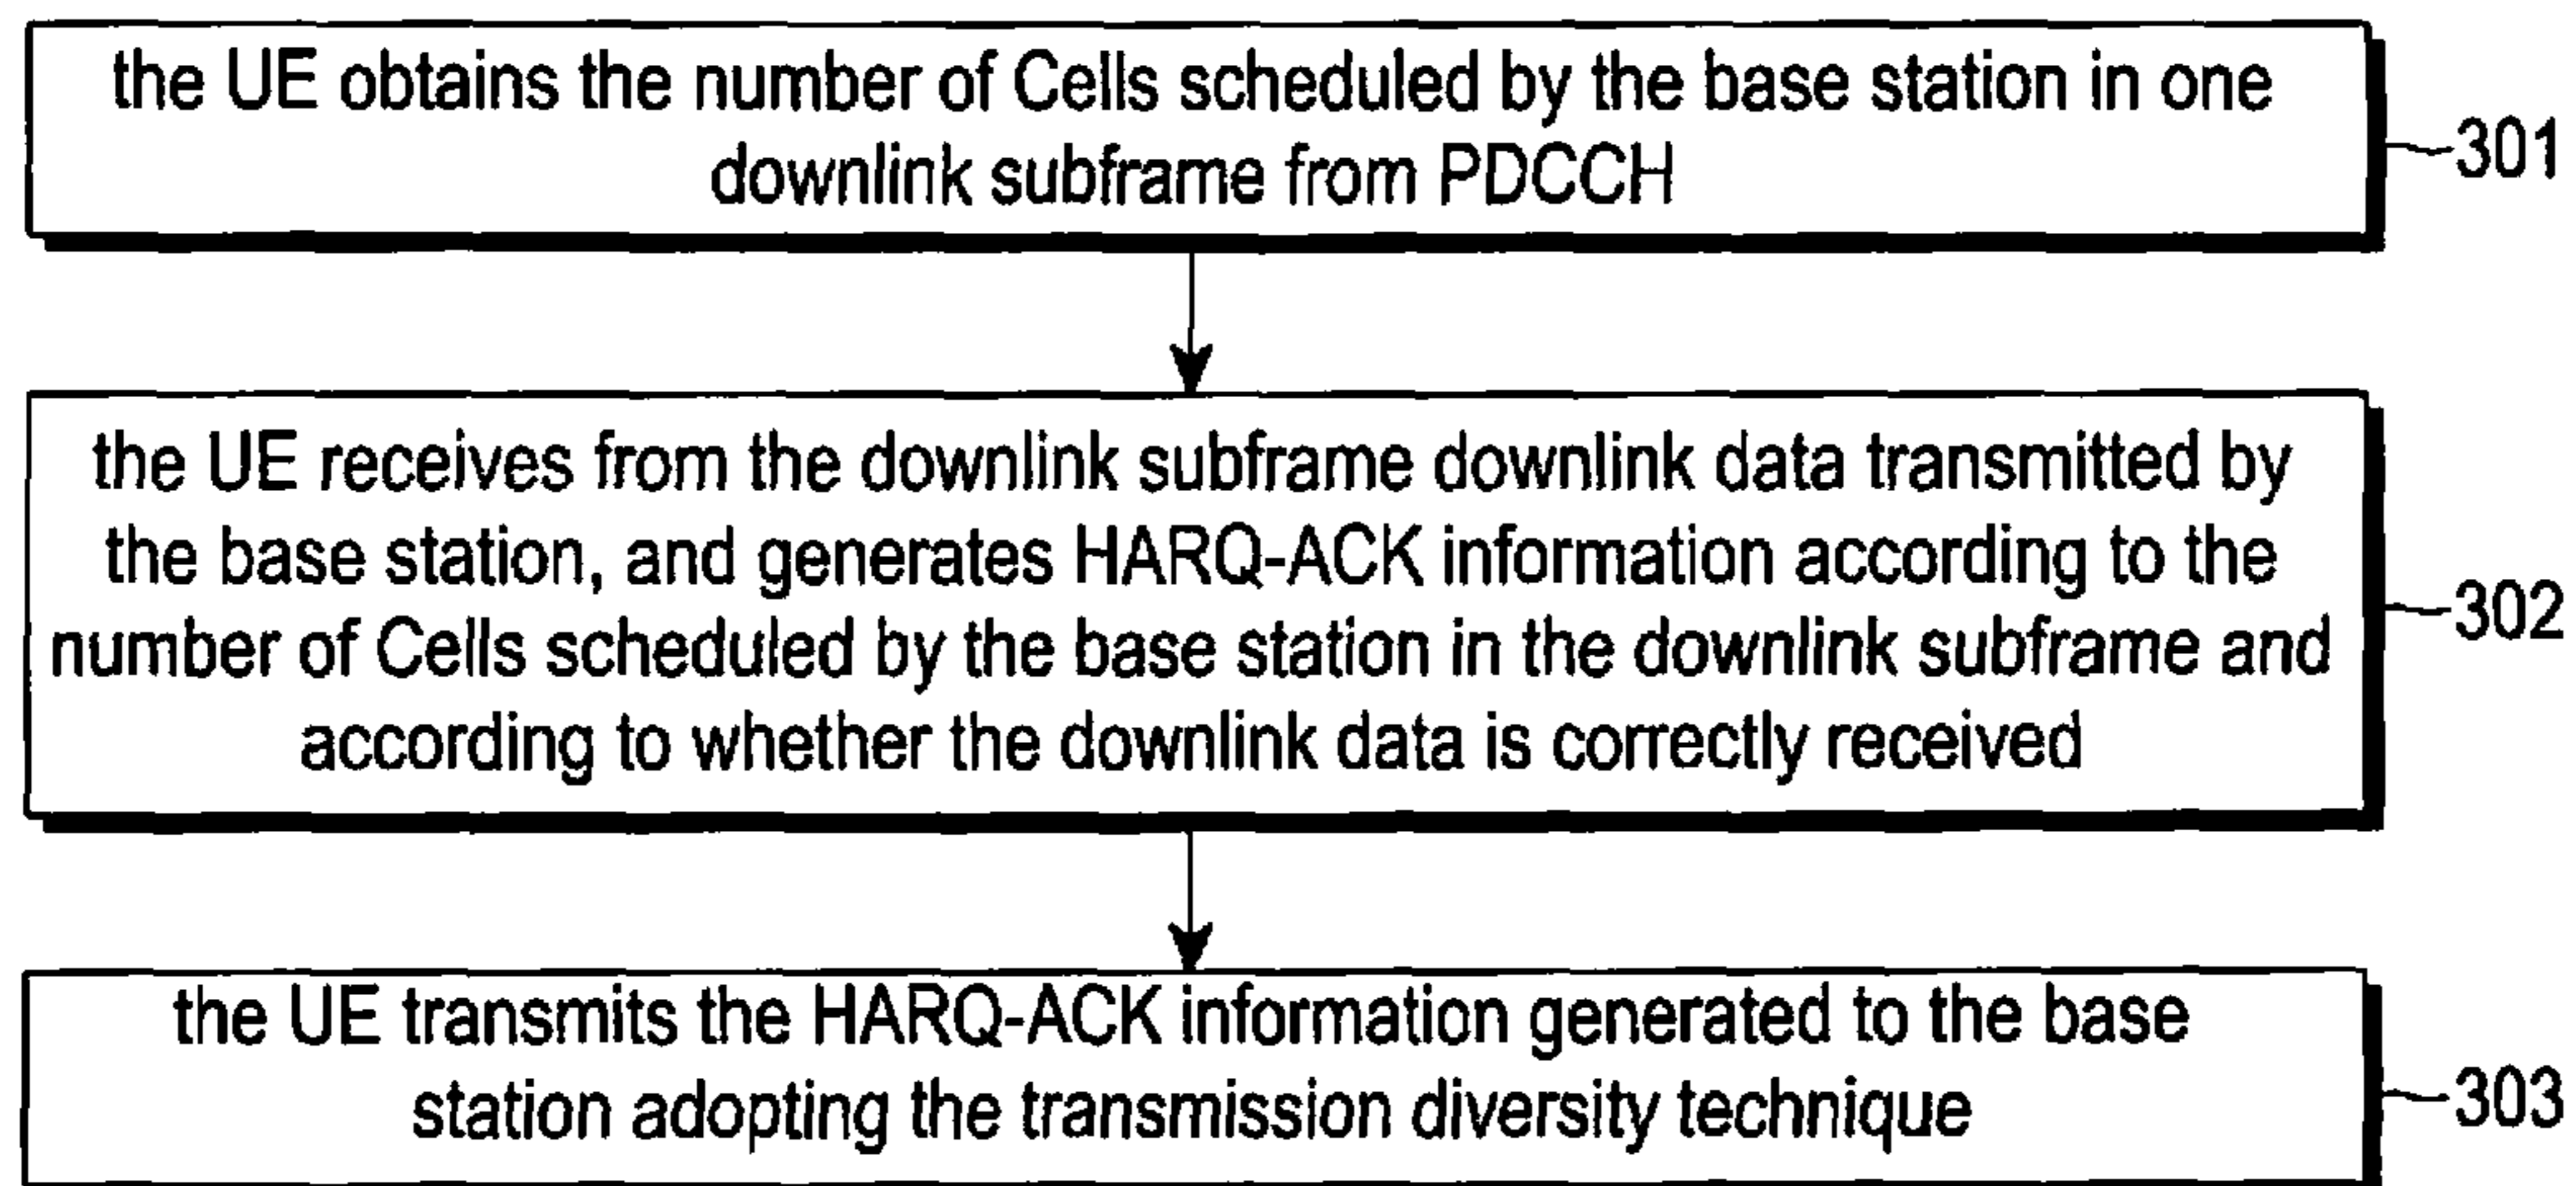 the UE obtains the number of Cells scheduled by the base station in one
downlink subframe from PDCCH
301
the UE receives from the downlink subframe downlink data transmitted by
the base station, and generates HARQ-ACK information according to the
number of Cells scheduled by the base station in the downlink subframe and
according to whether the downlink data is correctly received
302
the UE transmits the HARQ-ACK information generated to the base
station adopting the transmission diversity technique
303